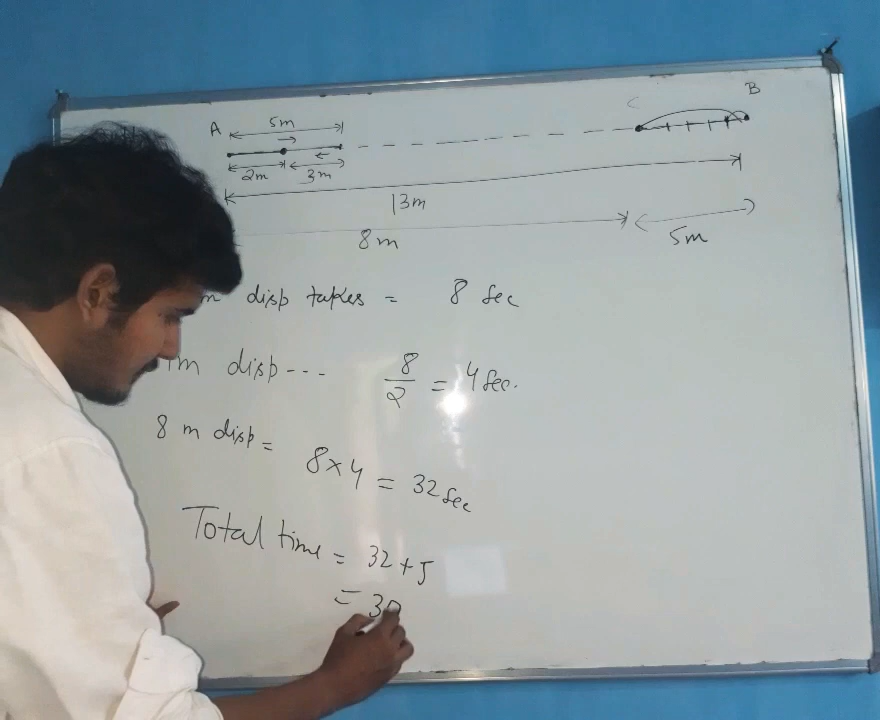 C B
A 5m
2m 3m
13m
8m 5m
m disp takes = 8 Sec
1m disp --- 8/2 = 4 Sec.
8 m disp = 8×4 = 32 Sec
Total time = 32 + 5
= 3